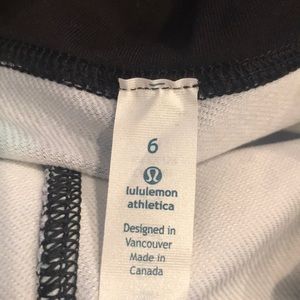 6
lululemon
athletica
Designed in
Vancouver
Made in
Canada